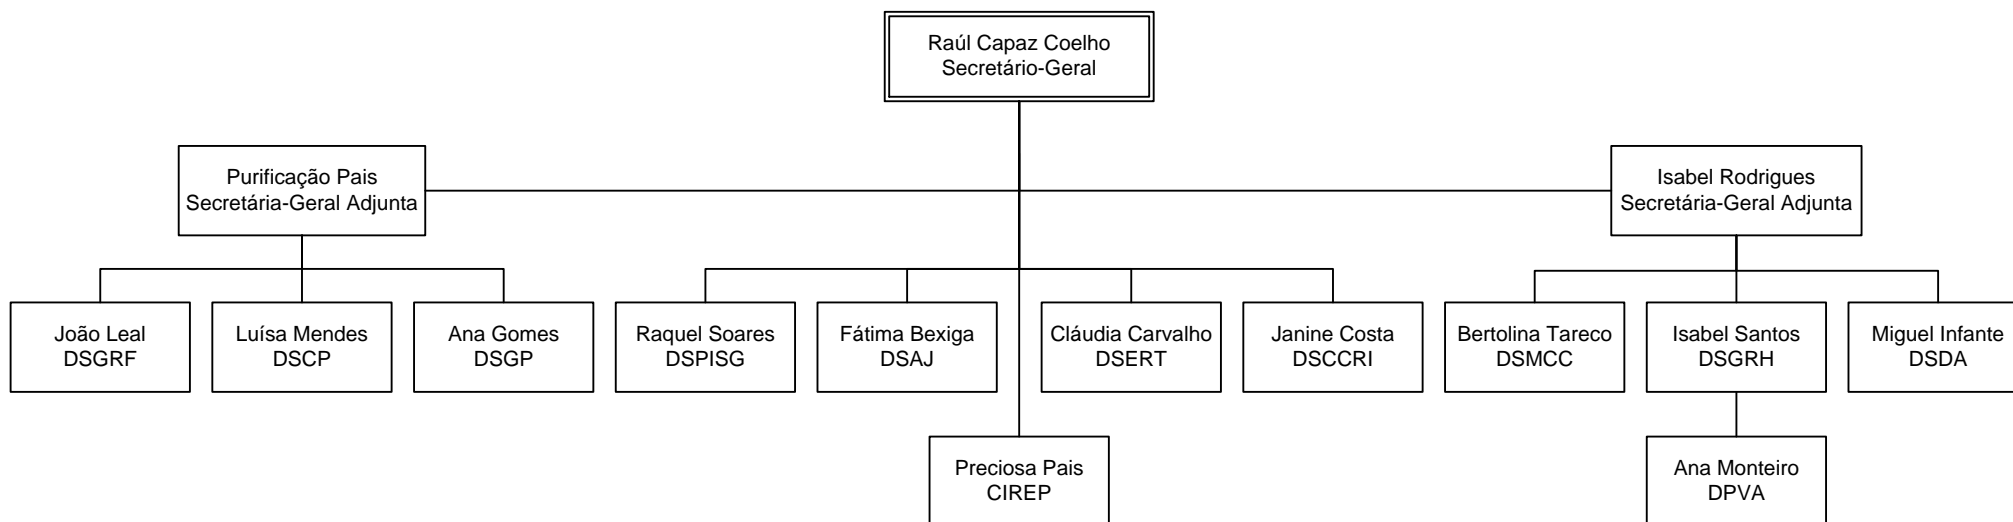 Raúl Capaz Coelho
Secretário-Geral
Purificação Pais
Secretária-Geral Adjunta
Isabel Rodrigues
Secretária-Geral Adjunta
João Leal
DSGRF
Luísa Mendes
DSCP
Ana Gomes
DSGP
Raquel Soares
DSPISG
Fátima Bexiga
DSAJ
Cláudia Carvalho
DSERT
Janine Costa
DSCCRI
Bertolina Tareco
DSMCC
Isabel Santos
DSGRH
Miguel Infante
DSDA
Preciosa Pais
CIREP
Ana Monteiro
DPVA